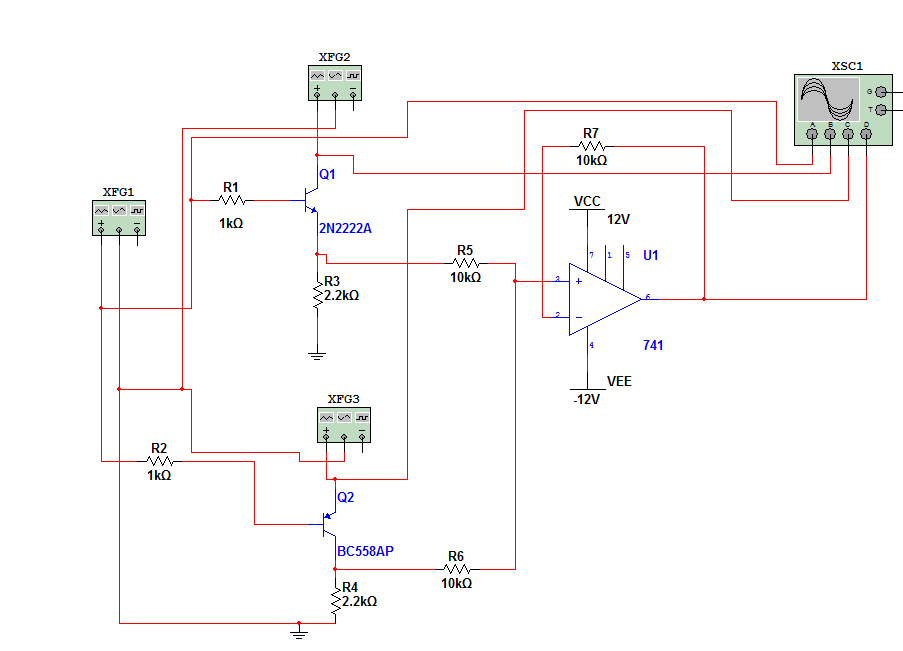 XFG2
XSC1
G
T
A B C D
R7
10kΩ
Q1
XFG1
R1
1kΩ
2N2222A
VCC
12V
7 1 5
U1
R5
10kΩ
R3
2.2kΩ
3
6
2
4
741
VEE
-12V
XFG3
R2
1kΩ
Q2
BC558AP
R6
10kΩ
R4
2.2kΩ